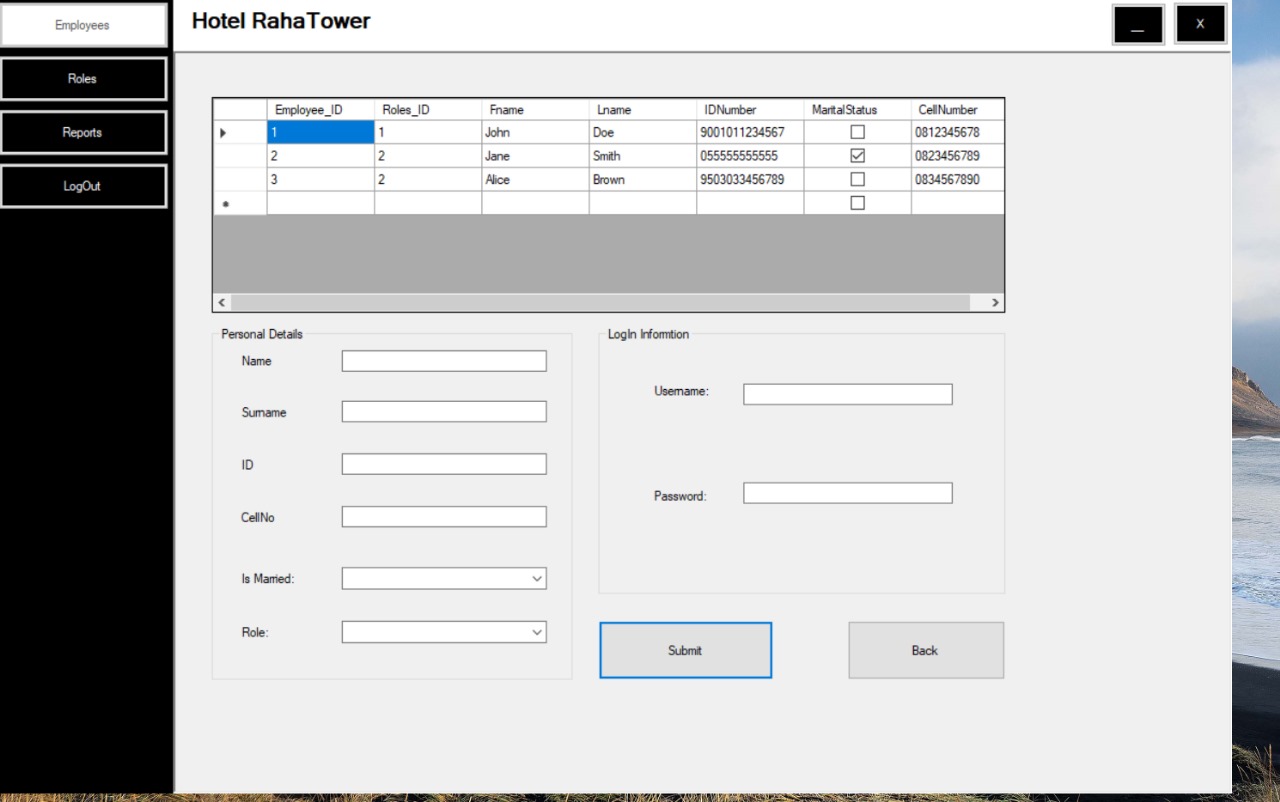 Employees
Hotel RahaTower
_
X
Roles
Reports
LogOut
Employee_ID Roles_ID Fname Lname IDNumber MaritalStatus CellNumber
1 1 John Doe 9001011234567 0812345678
2 2 Jane Smith 055555555555 0823456789
3 2 Alice Brown 9503033456789 0834567890
Personal Details
Name
Surname
ID
CellNo
Is Married:
Role:
LogIn Infomtion
Username:
Password:
Submit
Back